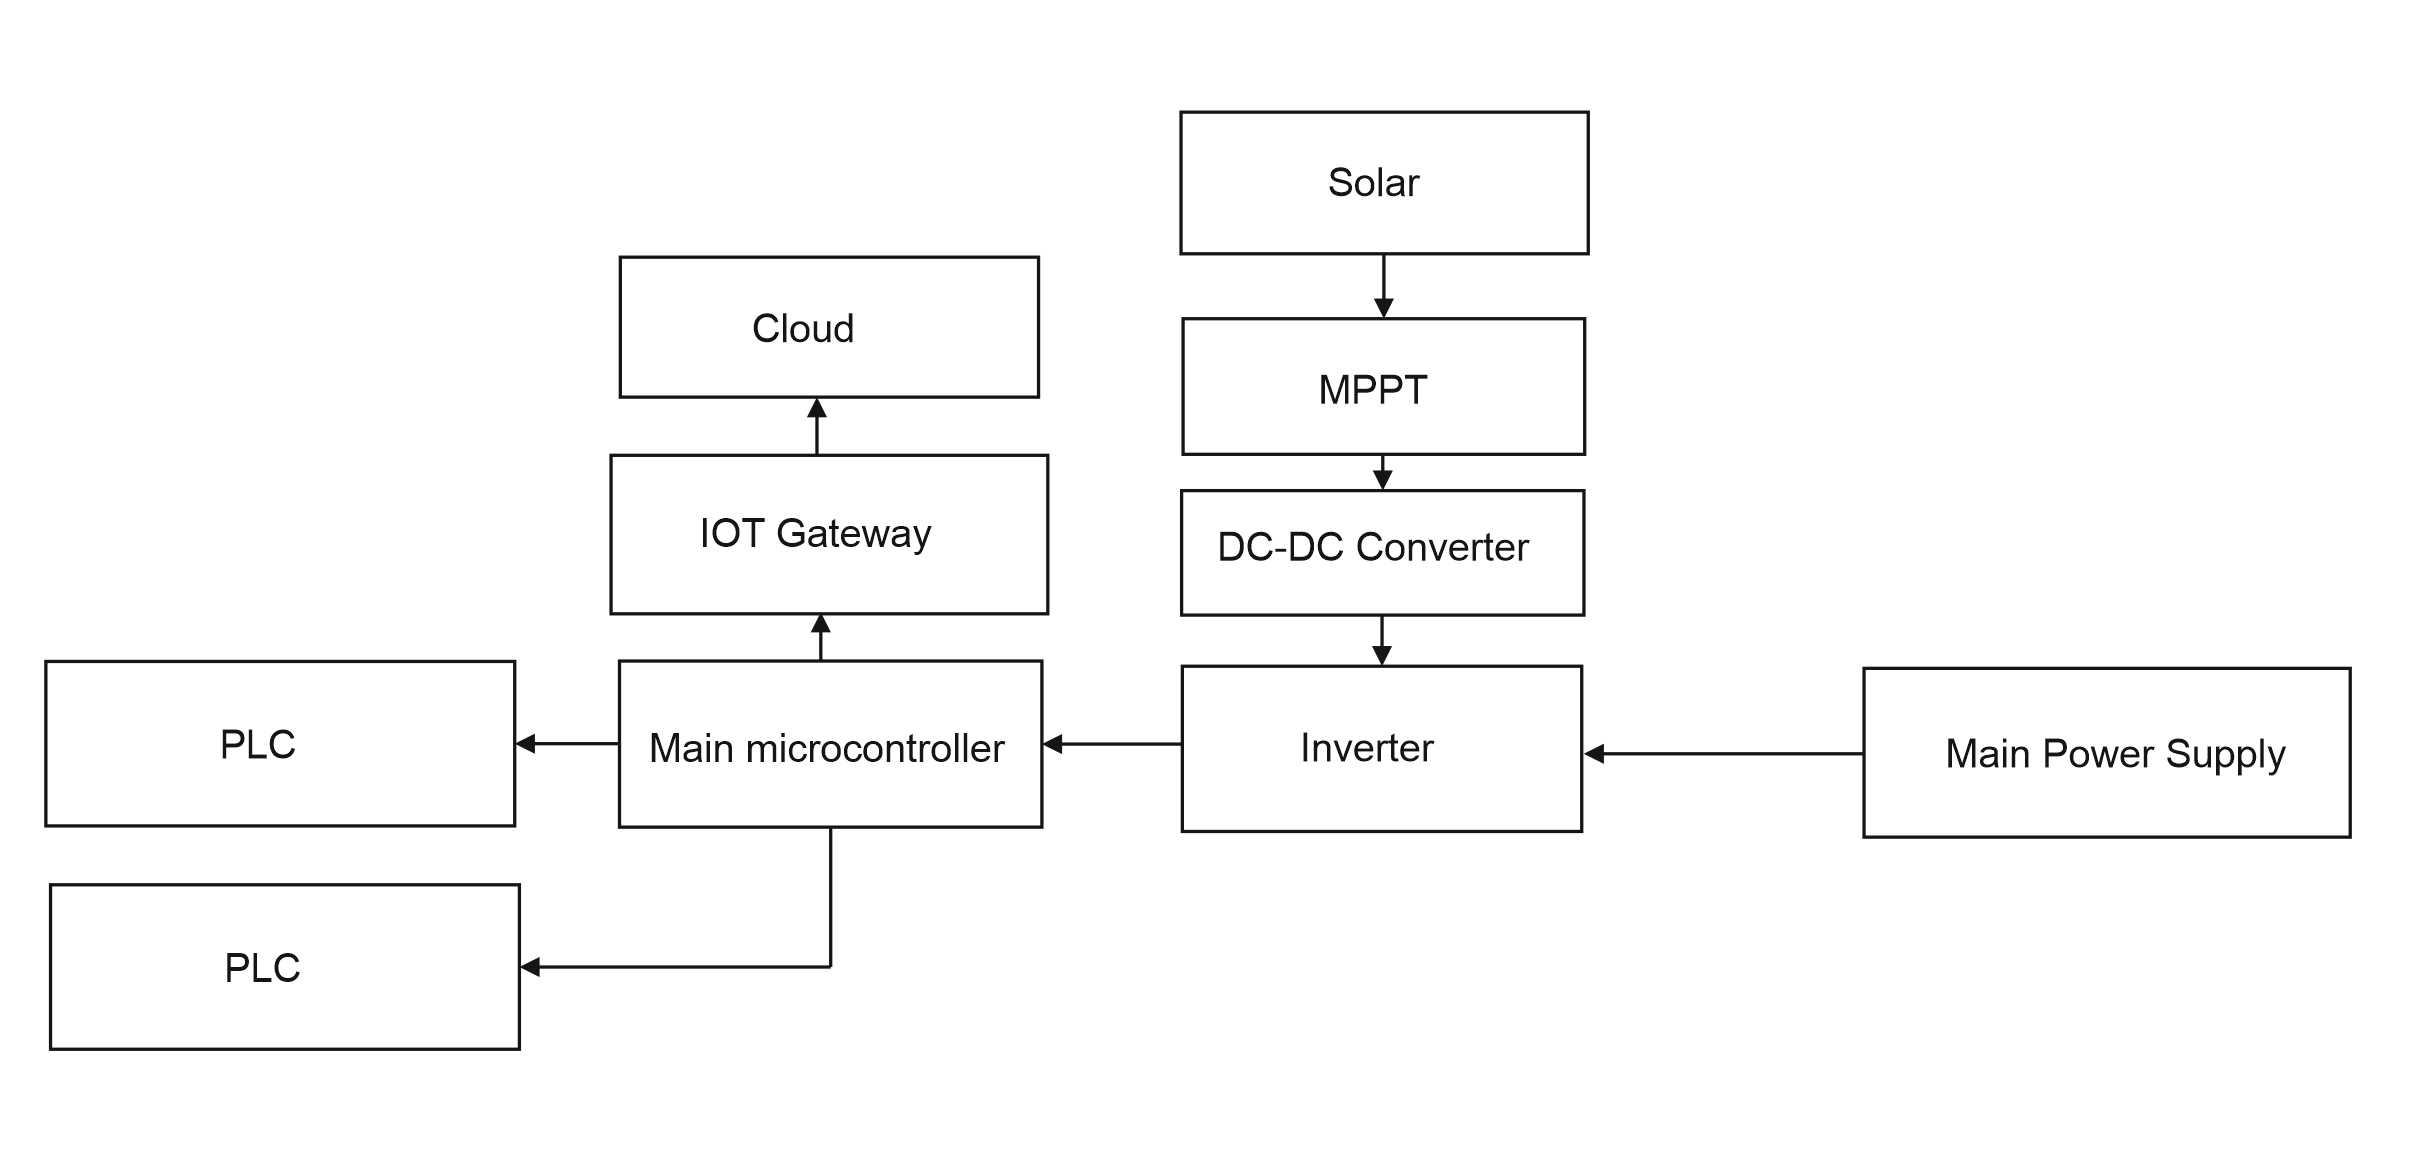 Solar
Cloud
MPPT
IOT Gateway
DC-DC Converter
PLC
Main microcontroller
Inverter
Main Power Supply
PLC